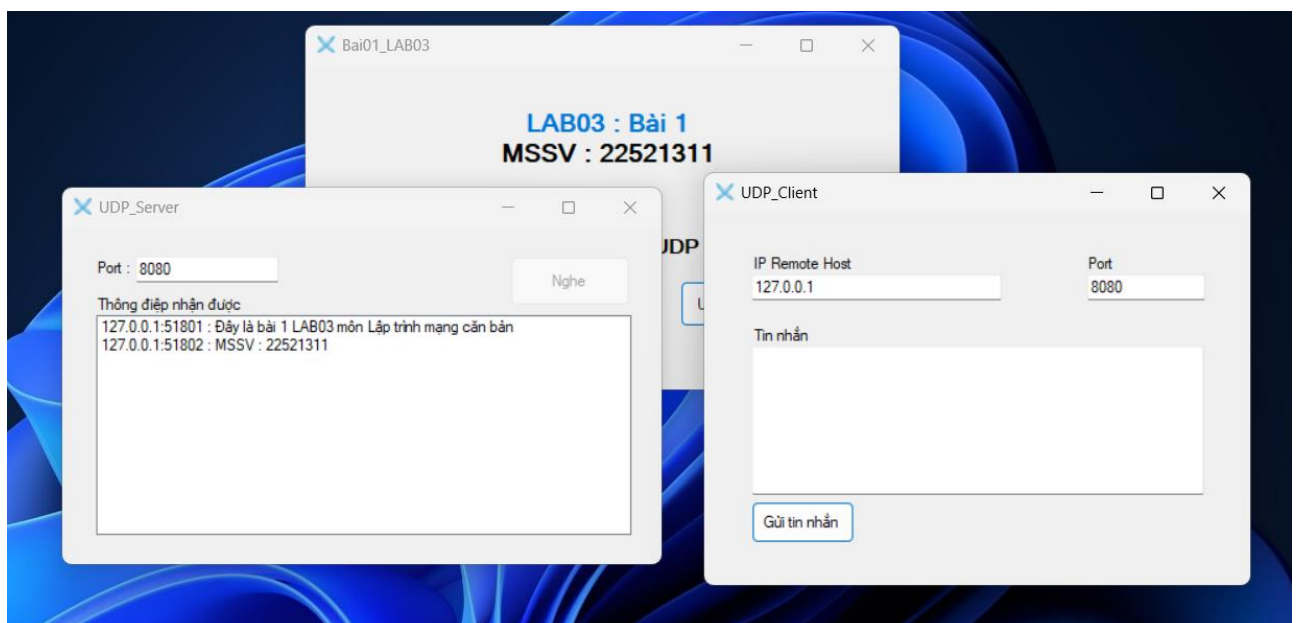 Bai01_LAB03
LAB03 : Bài 1
MSSV : 22521311
UDP
UDP_Server
Port : 8080
Nghe
Thông điệp nhận được
127.0.0.1:51801 : Đây là bài 1 LAB03 môn Lập trình mạng căn bản
127.0.0.1:51802 : MSSV : 22521311
UDP_Client
IP Remote Host
Port
127.0.0.1
8080
Tin nhắn
Gửi tin nhắn